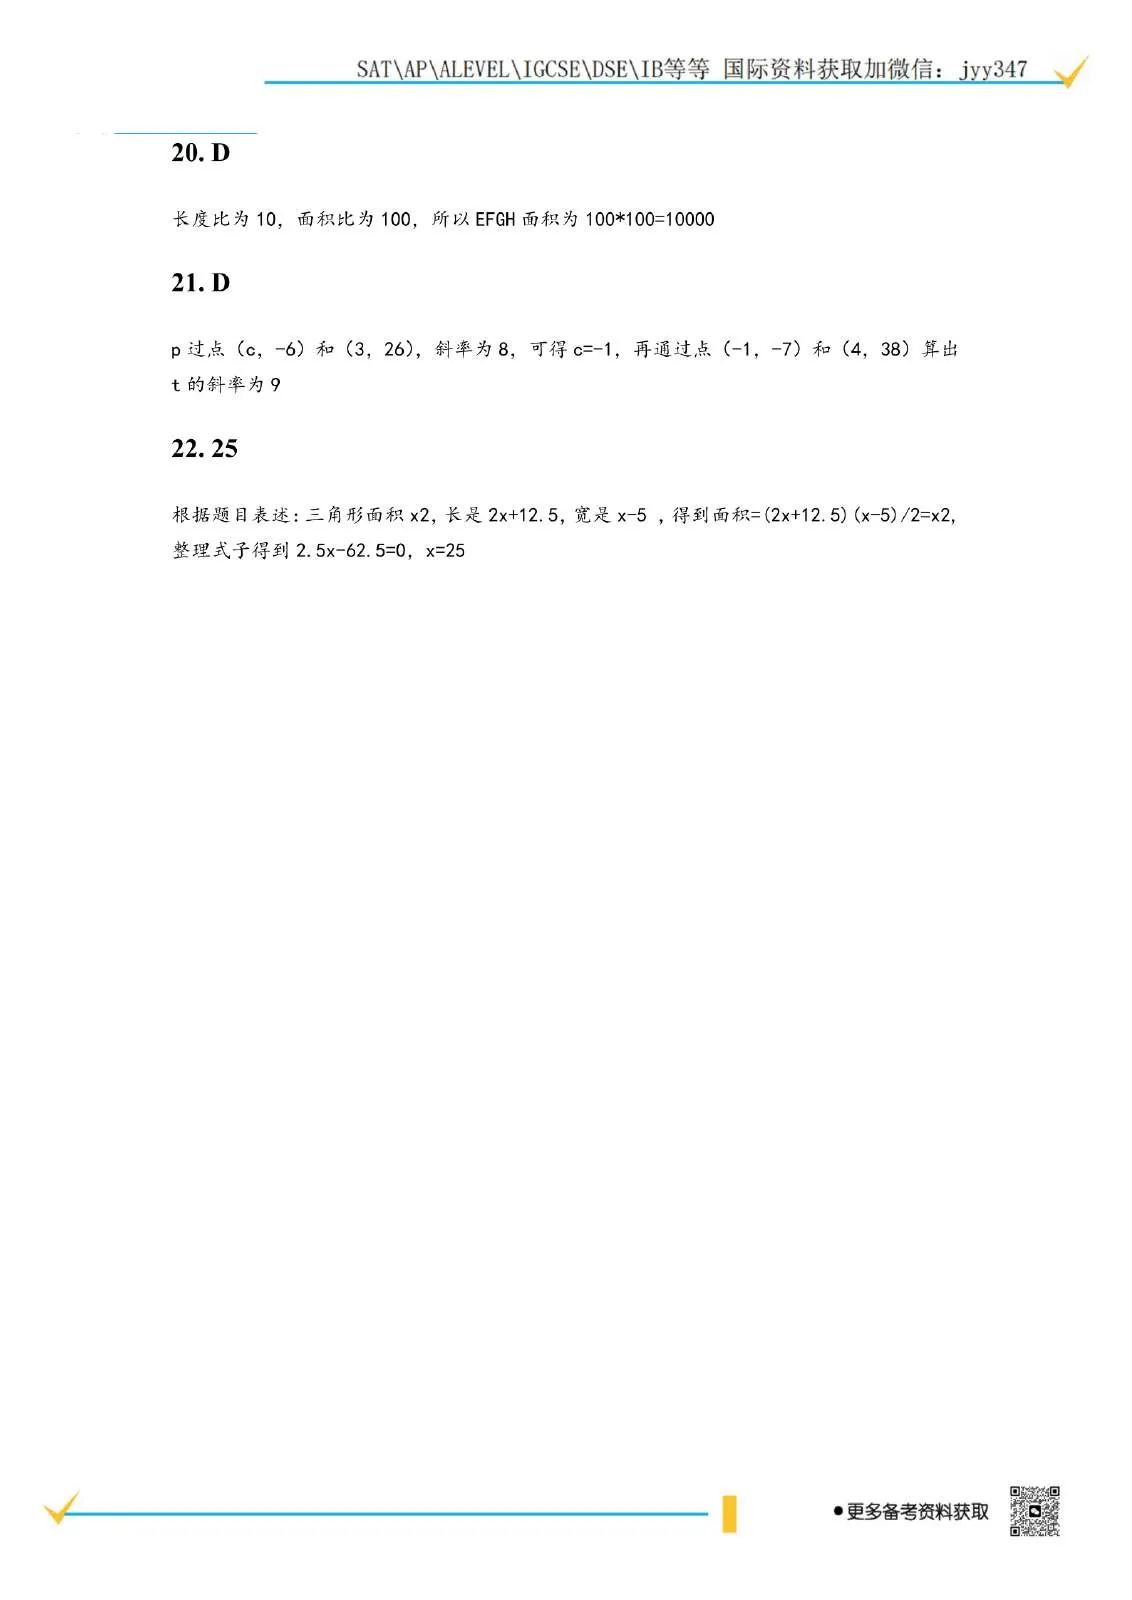 SAT\AP\ALEVEL\IGCSE\DSE\IB等等 国际资料获取加微信：jyy347
20. D
长度比为 10，面积比为 100，所以 EFGH 面积为 100*100=10000
21. D
p 过点（c，-6）和（3，26），斜率为 8，可得 c=-1，再通过点（-1，-7）和（4，38）算出
t 的斜率为 9
22. 25
根据题目表述：三角形面积 x2，长是 2x+12.5，宽是 x-5 ，得到面积=(2x+12.5)(x-5)/2=x2，
整理式子得到 2.5x-62.5=0，x=25
●更多备考资料获取